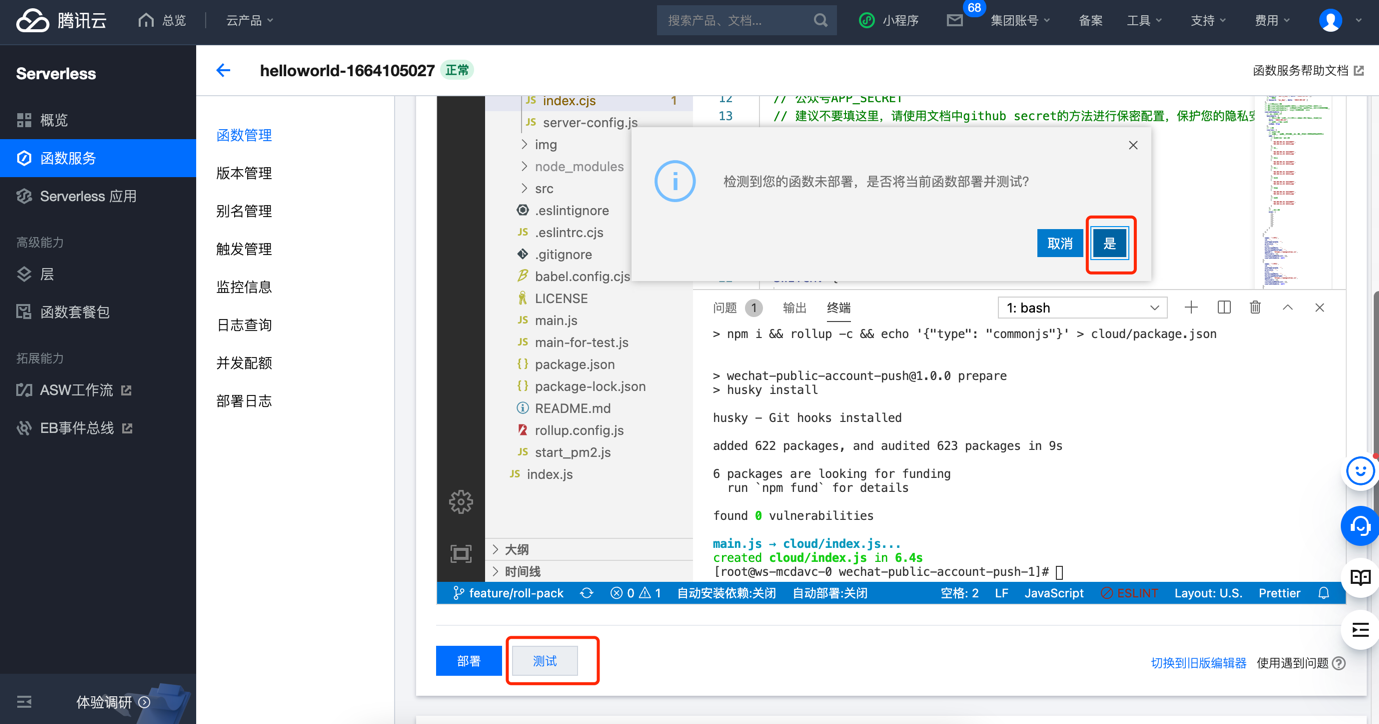 腾讯云
总览
云产品
搜索产品、文档...
小程序
68
集团账号
备案
工具
支持
费用
Serverless
helloworld-1664105027
正常
函数服务帮助文档
概览
函数服务
Serverless 应用
高级能力
层
函数套餐包
拓展能力
ASW工作流
EB事件总线
体验调研
函数管理
版本管理
别名管理
触发管理
监控信息
日志查询
并发配额
部署日志
JS index.cjs 1
JS server-config.js
img
node_modules
src
.eslintignore
JS .eslintrc.cjs
.gitignore
babel.config.cjs
LICENSE
JS main.js
JS main-for-test.js
{ } package.json
{ } package-lock.json
README.md
rollup.config.js
JS start_pm2.js
JS index.js
大纲
时间线
12 // 公众号APP_SECRET
13 // 建议不要填这里，请使用文档中github secret的方法进行保密配置，保护您的隐私安
检测到您的函数未部署，是否将当前函数部署并测试？
取消
是
问题 1 输出 终端
1: bash
> npm i && rollup -c && echo '{"type": "commonjs"}' > cloud/package.json
> wechat-public-account-push@1.0.0 prepare
> husky install
husky - Git hooks installed
added 622 packages, and audited 623 packages in 9s
6 packages are looking for funding
run `npm fund` for details
found 0 vulnerabilities
main.js → cloud/index.js...
created cloud/index.js in 6.4s
[root@ws-mcdavc-0 wechat-public-account-push-1]#
feature/roll-pack 0 1 自动安装依赖:关闭 自动部署:关闭 空格: 2 LF JavaScript ESLINT Layout: U.S. Prettier
部署
测试
切换到旧版编辑器 使用遇到问题